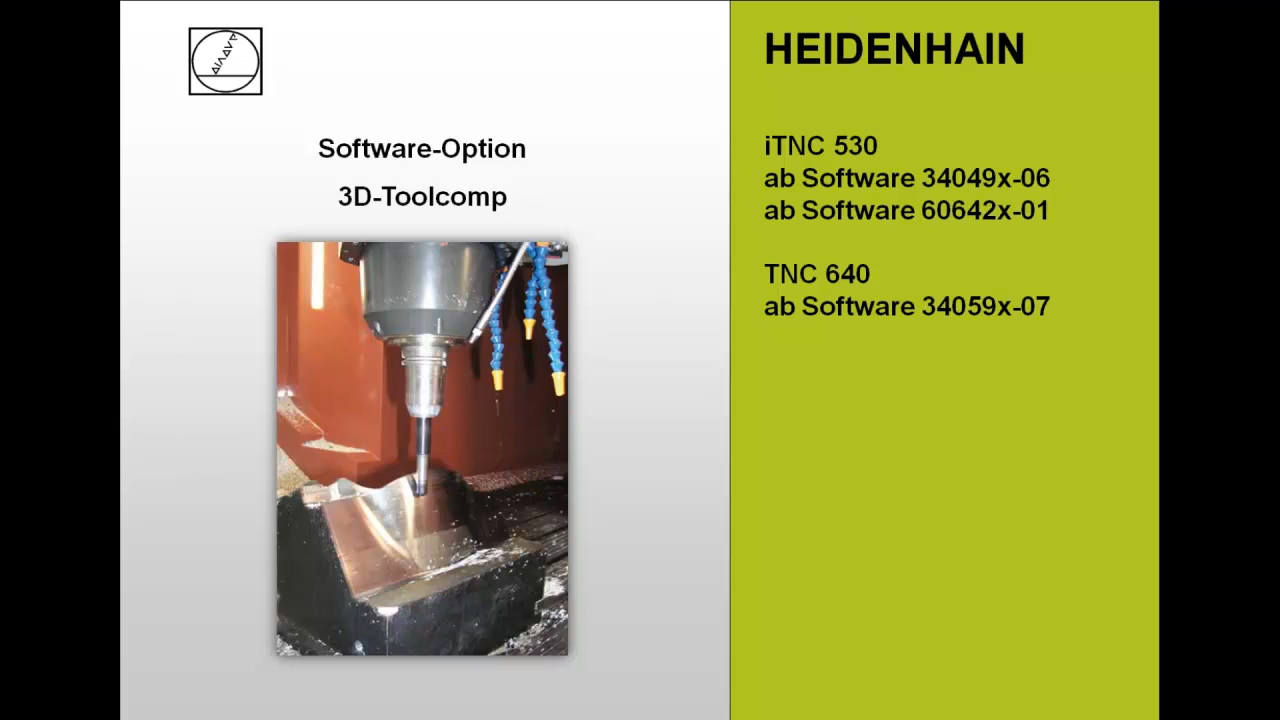 Software-Option
3D-Toolcomp
HEIDENHAIN
iTNC 530
ab Software 34049x-06
ab Software 60642x-01
TNC 640
ab Software 34059x-07